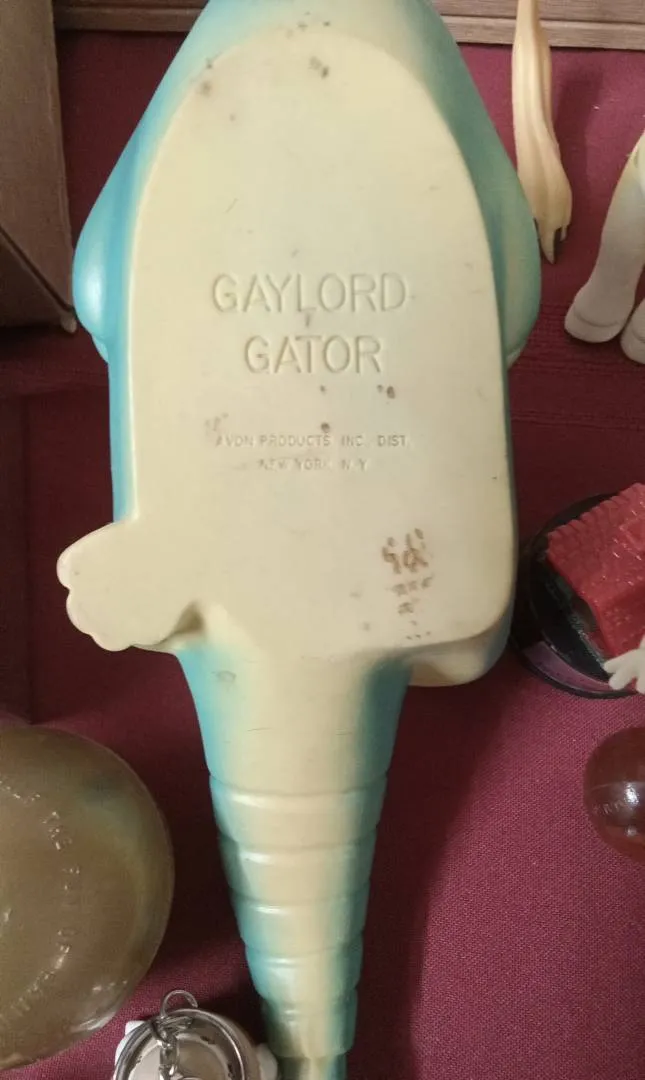 GAYLORD
GATOR
AVON PRODUCTS INC. DIST.
NEW YORK N.Y.